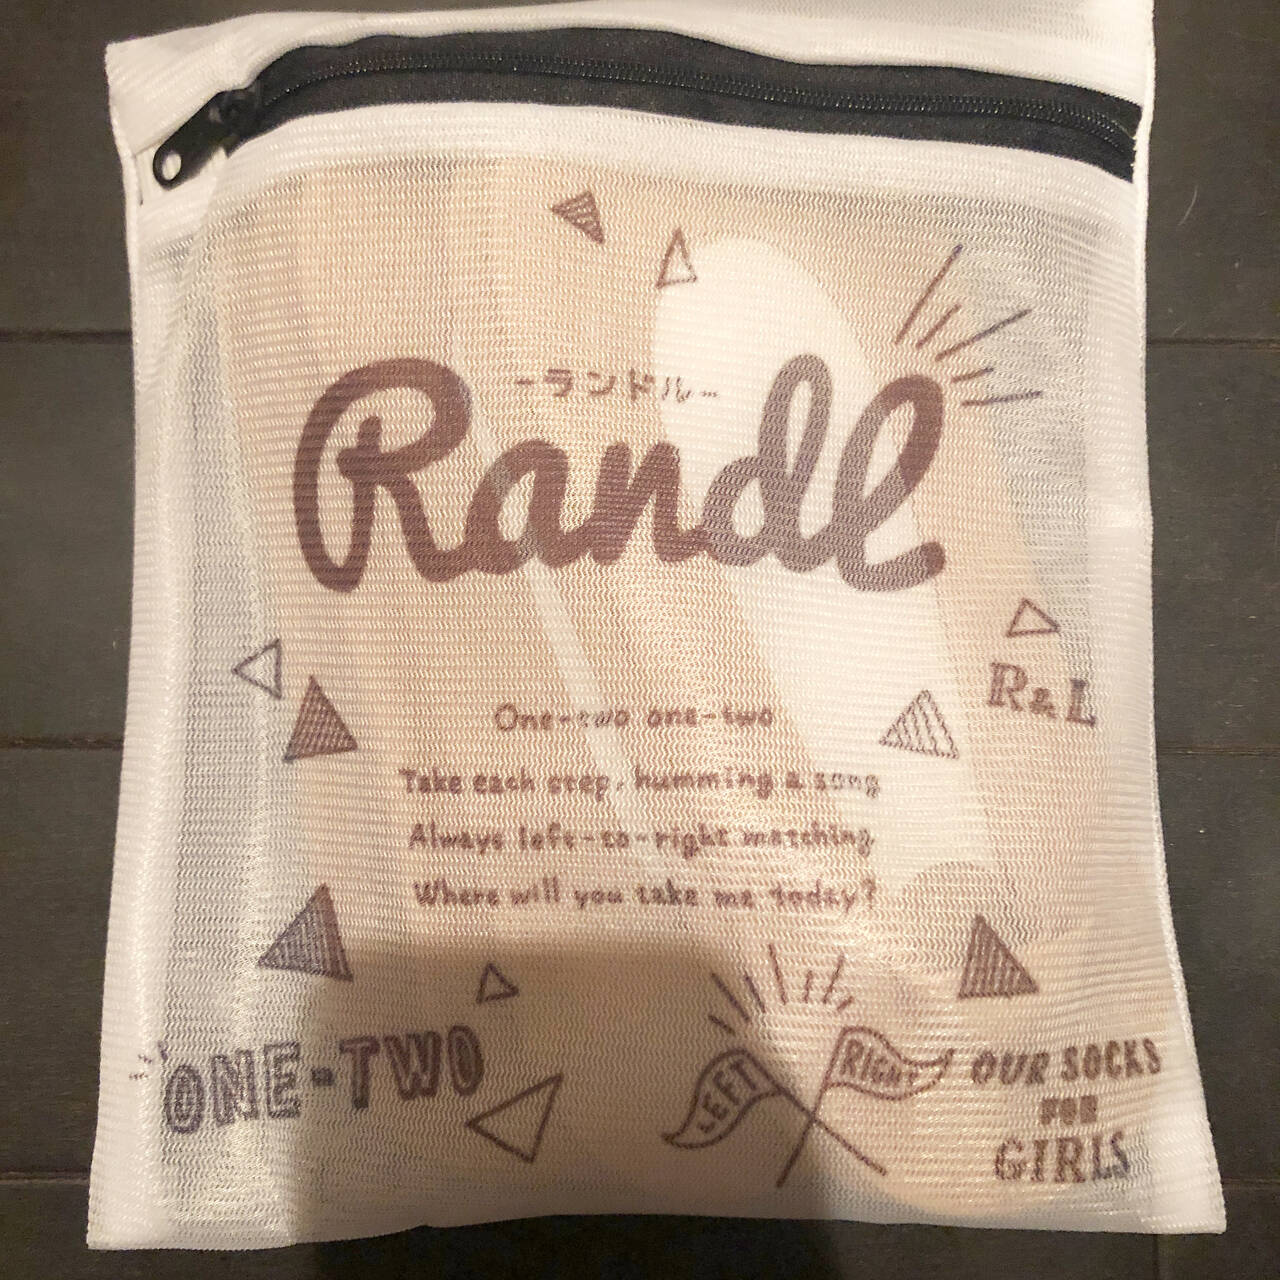 -ランドル-
Randl
R&L
One-two one-two
Take each step, humming a song
Always left-to-right matching
Where will you take me today?
ONE-TWO
LEFT
RIGHT
OUR SOCKS
FOR
GIRLS